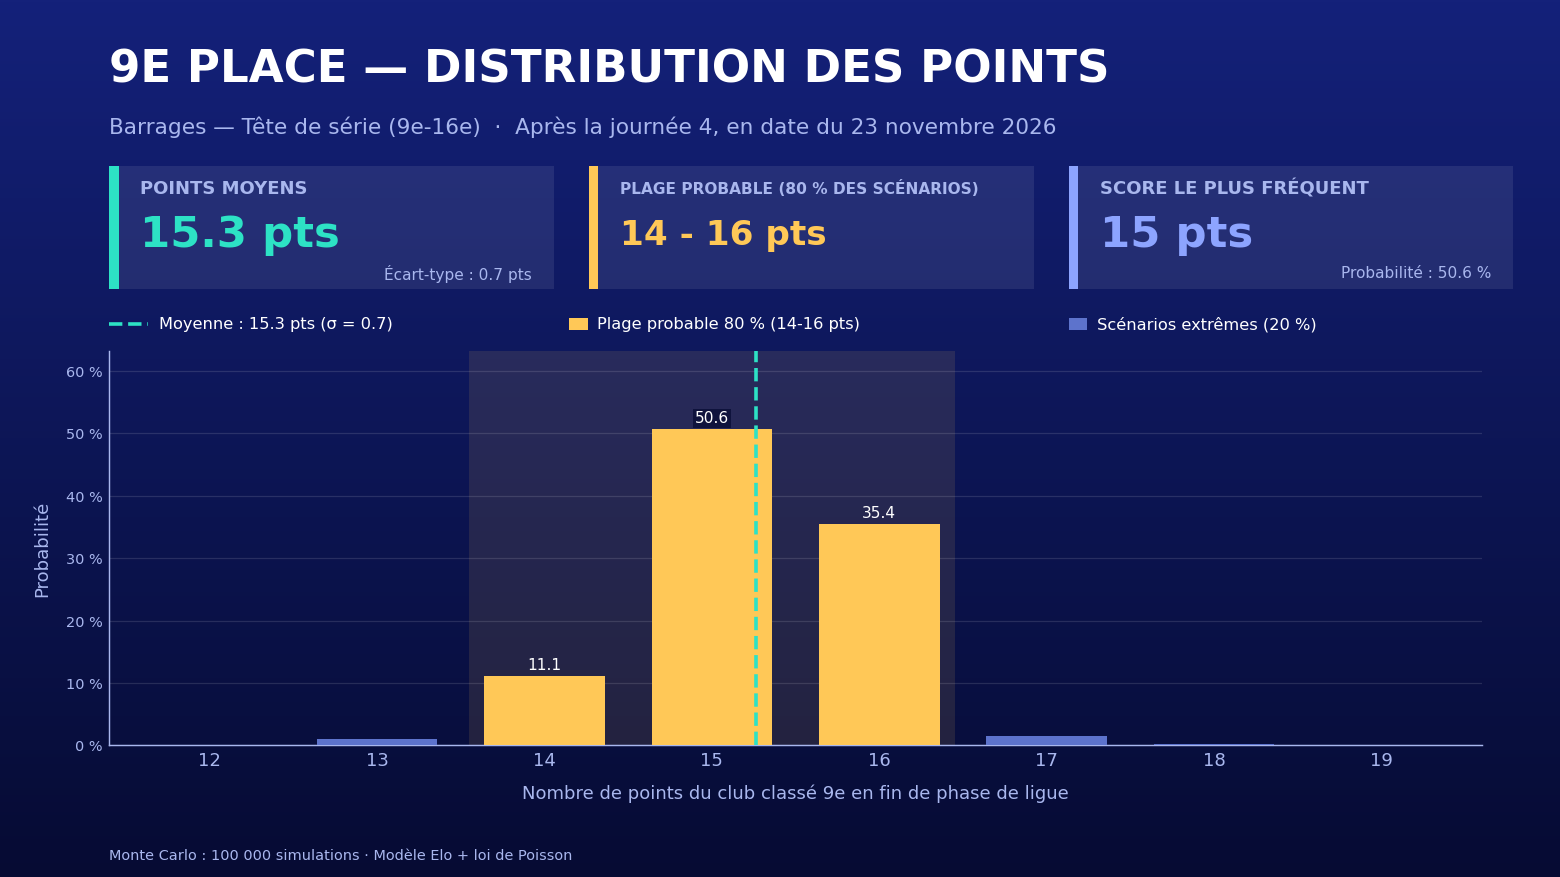 9E PLACE — DISTRIBUTION DES POINTS
Barrages — Tête de série (9e-16e)  ·  Après la journée 4, en date du 23 novembre 2026
POINTS MOYENS
15.3 pts
Écart-type : 0.7 pts
PLAGE PROBABLE (80 % DES SCÉNARIOS)
14 - 16 pts
SCORE LE PLUS FRÉQUENT
15 pts
Probabilité : 50.6 %
Moyenne : 15.3 pts (σ = 0.7)
Plage probable 80 % (14-16 pts)
Scénarios extrêmes (20 %)
Probabilité
60 %
50 %
40 %
30 %
20 %
10 %
0 %
11.1
50.6
35.4
12 13 14 15 16 17 18 19
Nombre de points du club classé 9e en fin de phase de ligue
Monte Carlo : 100 000 simulations · Modèle Elo + loi de Poisson